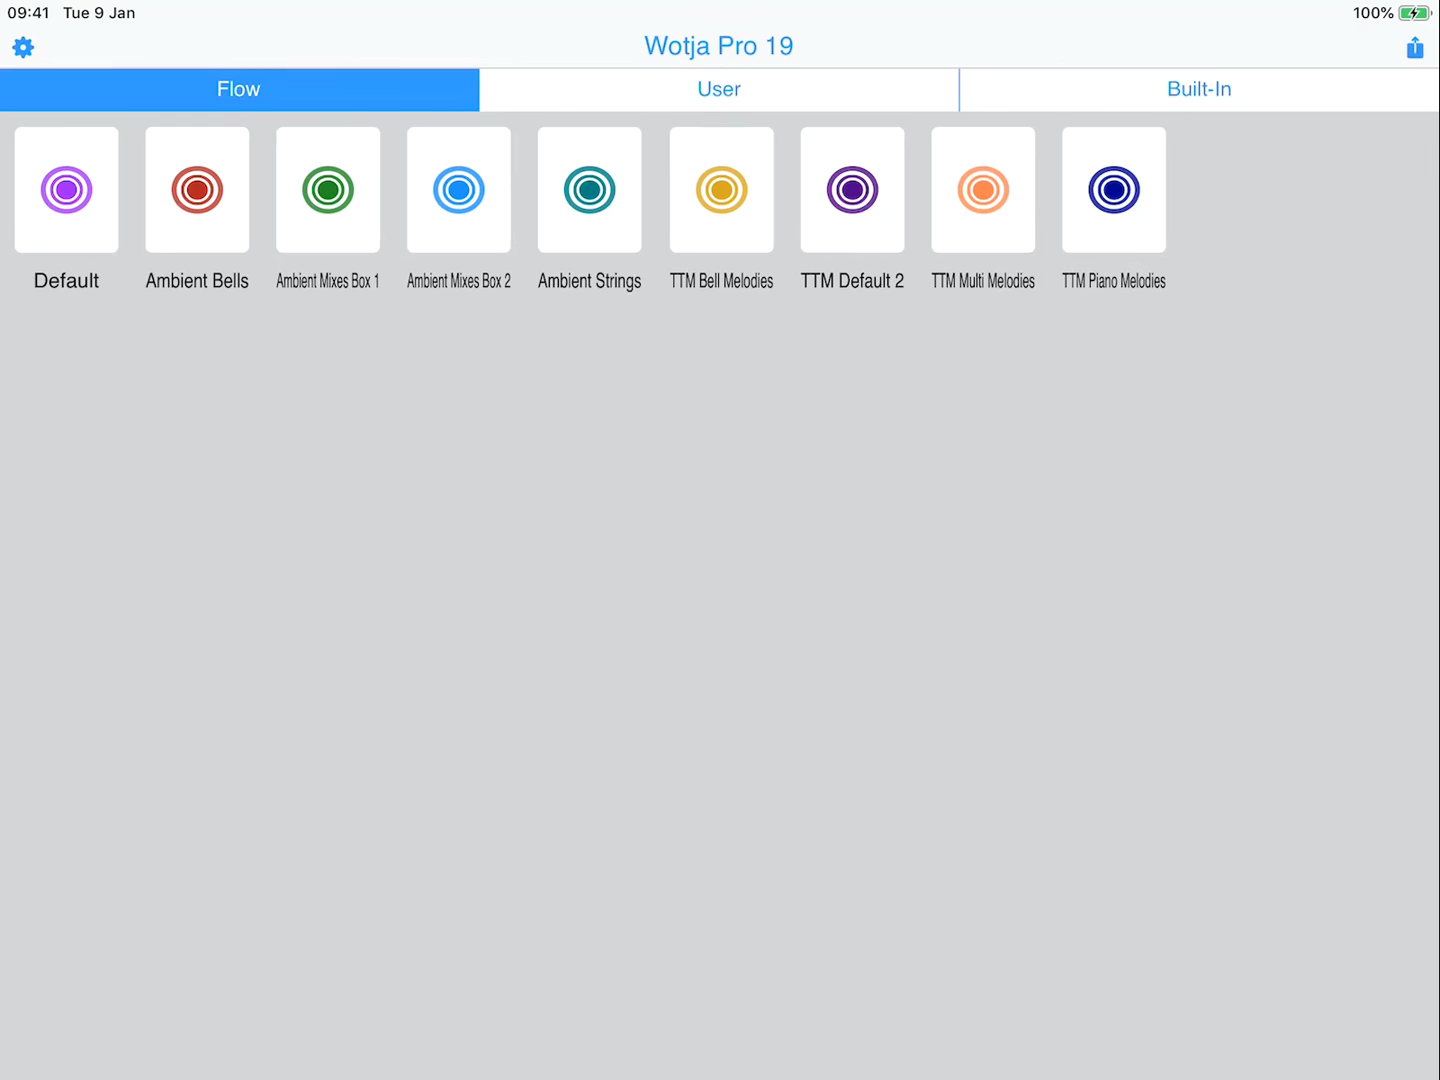 09:41 Tue 9 Jan 100%
Wotja Pro 19
Flow User Built-In
Default Ambient Bells Ambient Mixes Box 1 Ambient Mixes Box 2 Ambient Strings TTM Bell Melodies TTM Default 2 TTM Multi Melodies TTM Piano Melodies